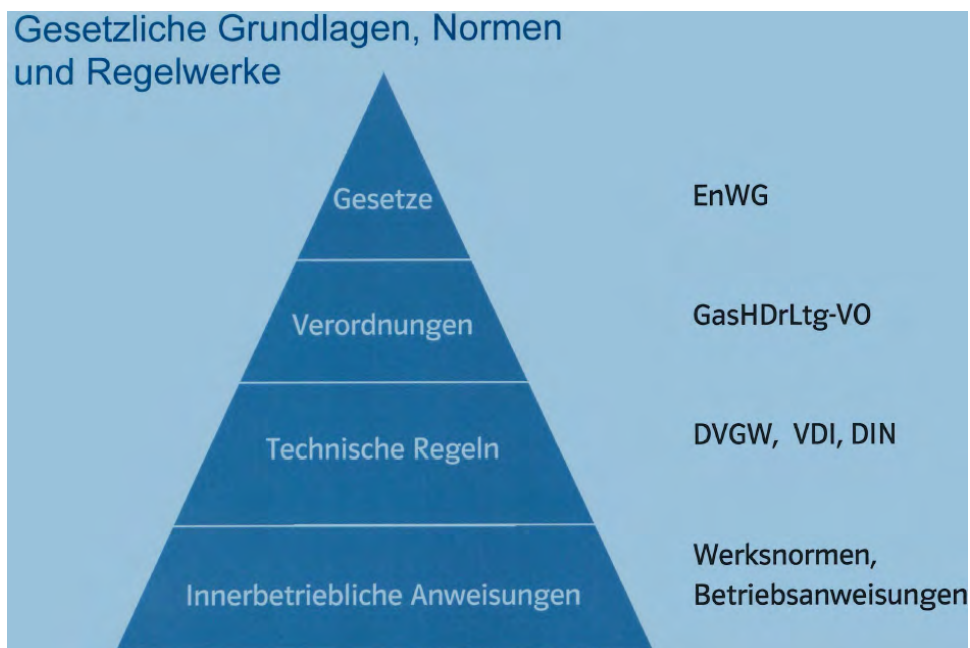 Gesetzliche Grundlagen, Normen
und Regelwerke
Gesetze
EnWG
Verordnungen
GasHDrLtg-VO
Technische Regeln
DVGW, VDI, DIN
Innerbetriebliche Anweisungen
Werksnormen,
Betriebsanweisungen